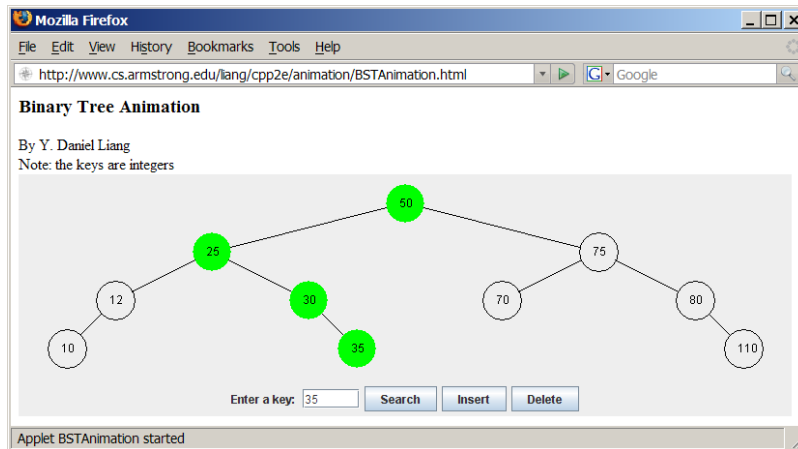 Mozilla Firefox
File Edit View History Bookmarks Tools Help
http://www.cs.armstrong.edu/liang/cpp2e/animation/BSTAnimation.html
G Google
Binary Tree Animation
By Y. Daniel Liang
Note: the keys are integers
50
25 75
12 30 70 80
10 35 110
Enter a key: 35 Search Insert Delete
Applet BSTAnimation started